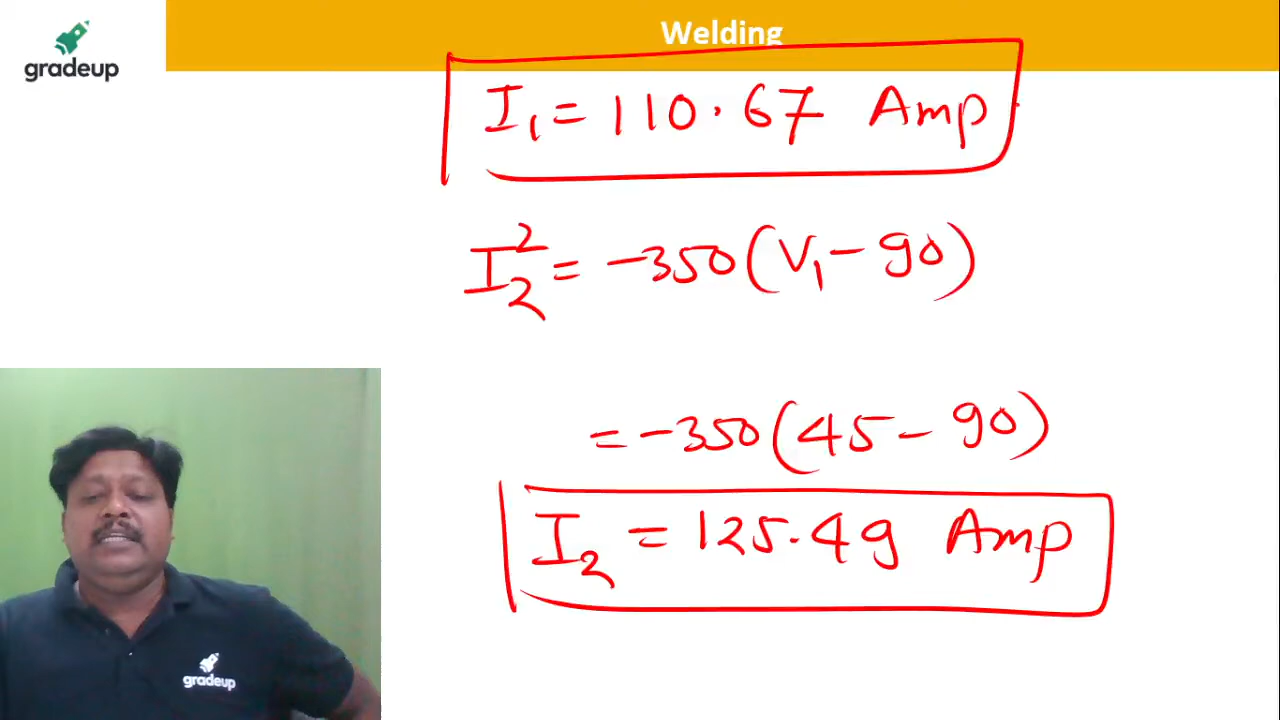 gradeup
Welding
I₁ = 110.67 Amp
I₂² = -350(V₁ - 90)
= -350(45 - 90)
I₂ = 125.49 Amp
gradeup